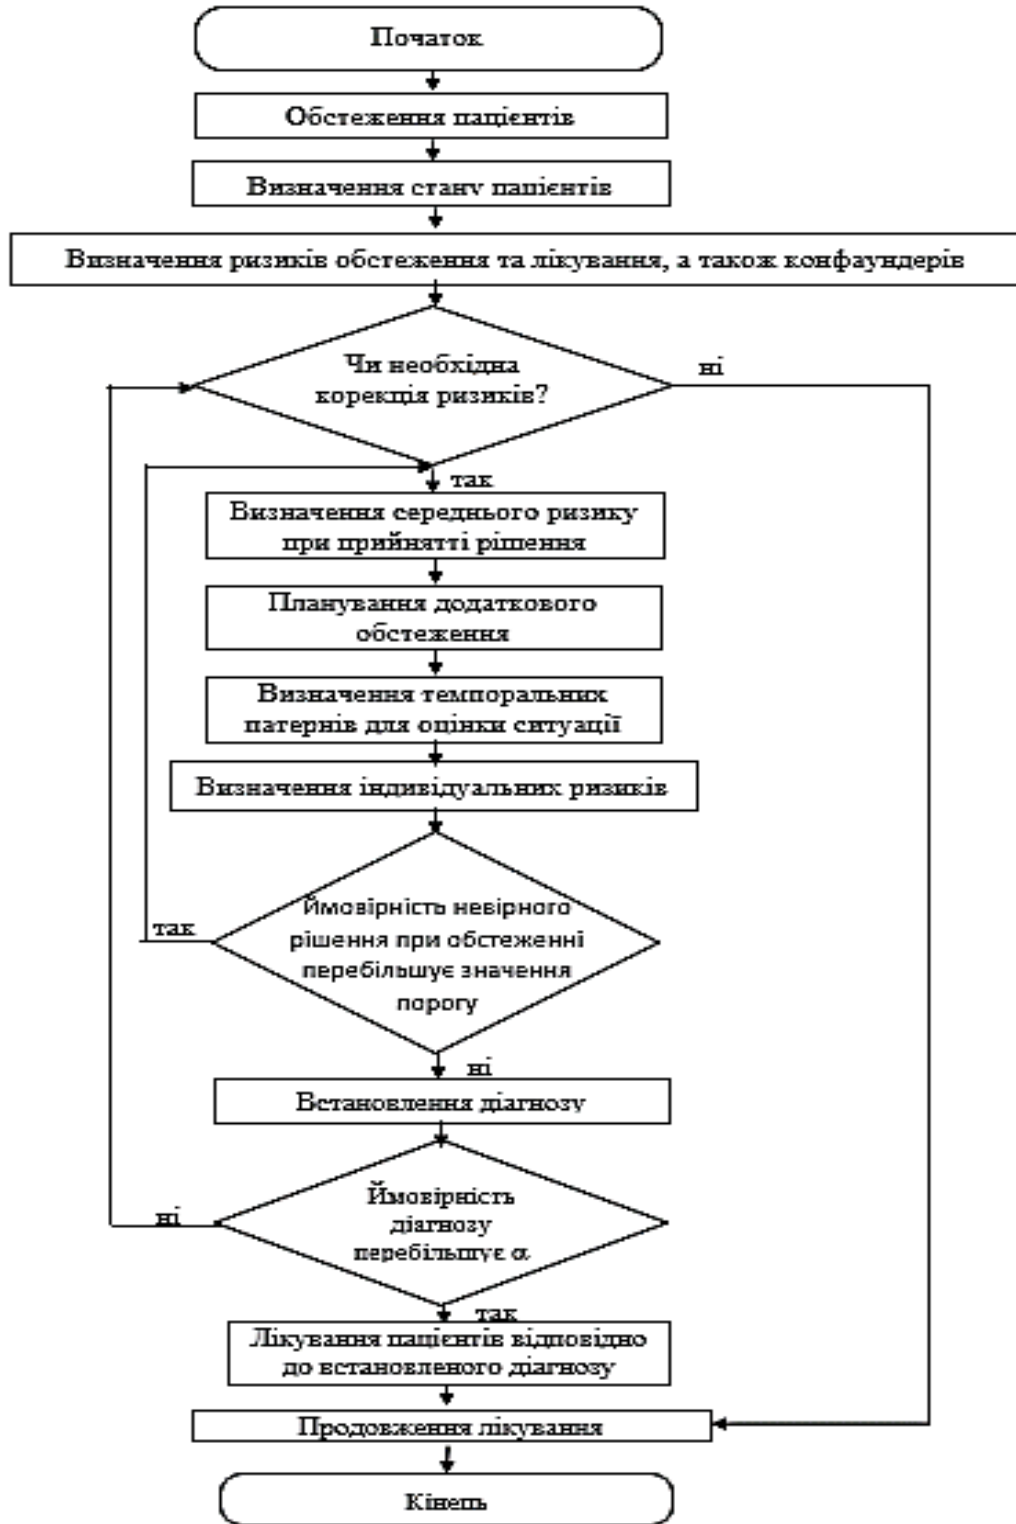 Початок
Обстеження пацієнтів
Визначення стану пацієнтів
Визначення ризиків обстеження та лікування, а також конфаундерів
Чи необхідна
корекція ризиків?
ні
так
Визначення середнього ризику
при прийнятті рішення
Планування додаткового
обстеження
Визначення темпоральних
патернів для оцінки ситуації
Визначення індивідуальних ризиків
Ймовірність невірного
рішення при обстеженні
перебільшує значення
порогу
так
ні
Встановлення діагнозу
Ймовірність
діагнозу
перебільшує α
ні
так
Лікування пацієнтів відповідно
до встановленого діагнозу
Продовження лікування
Кінець